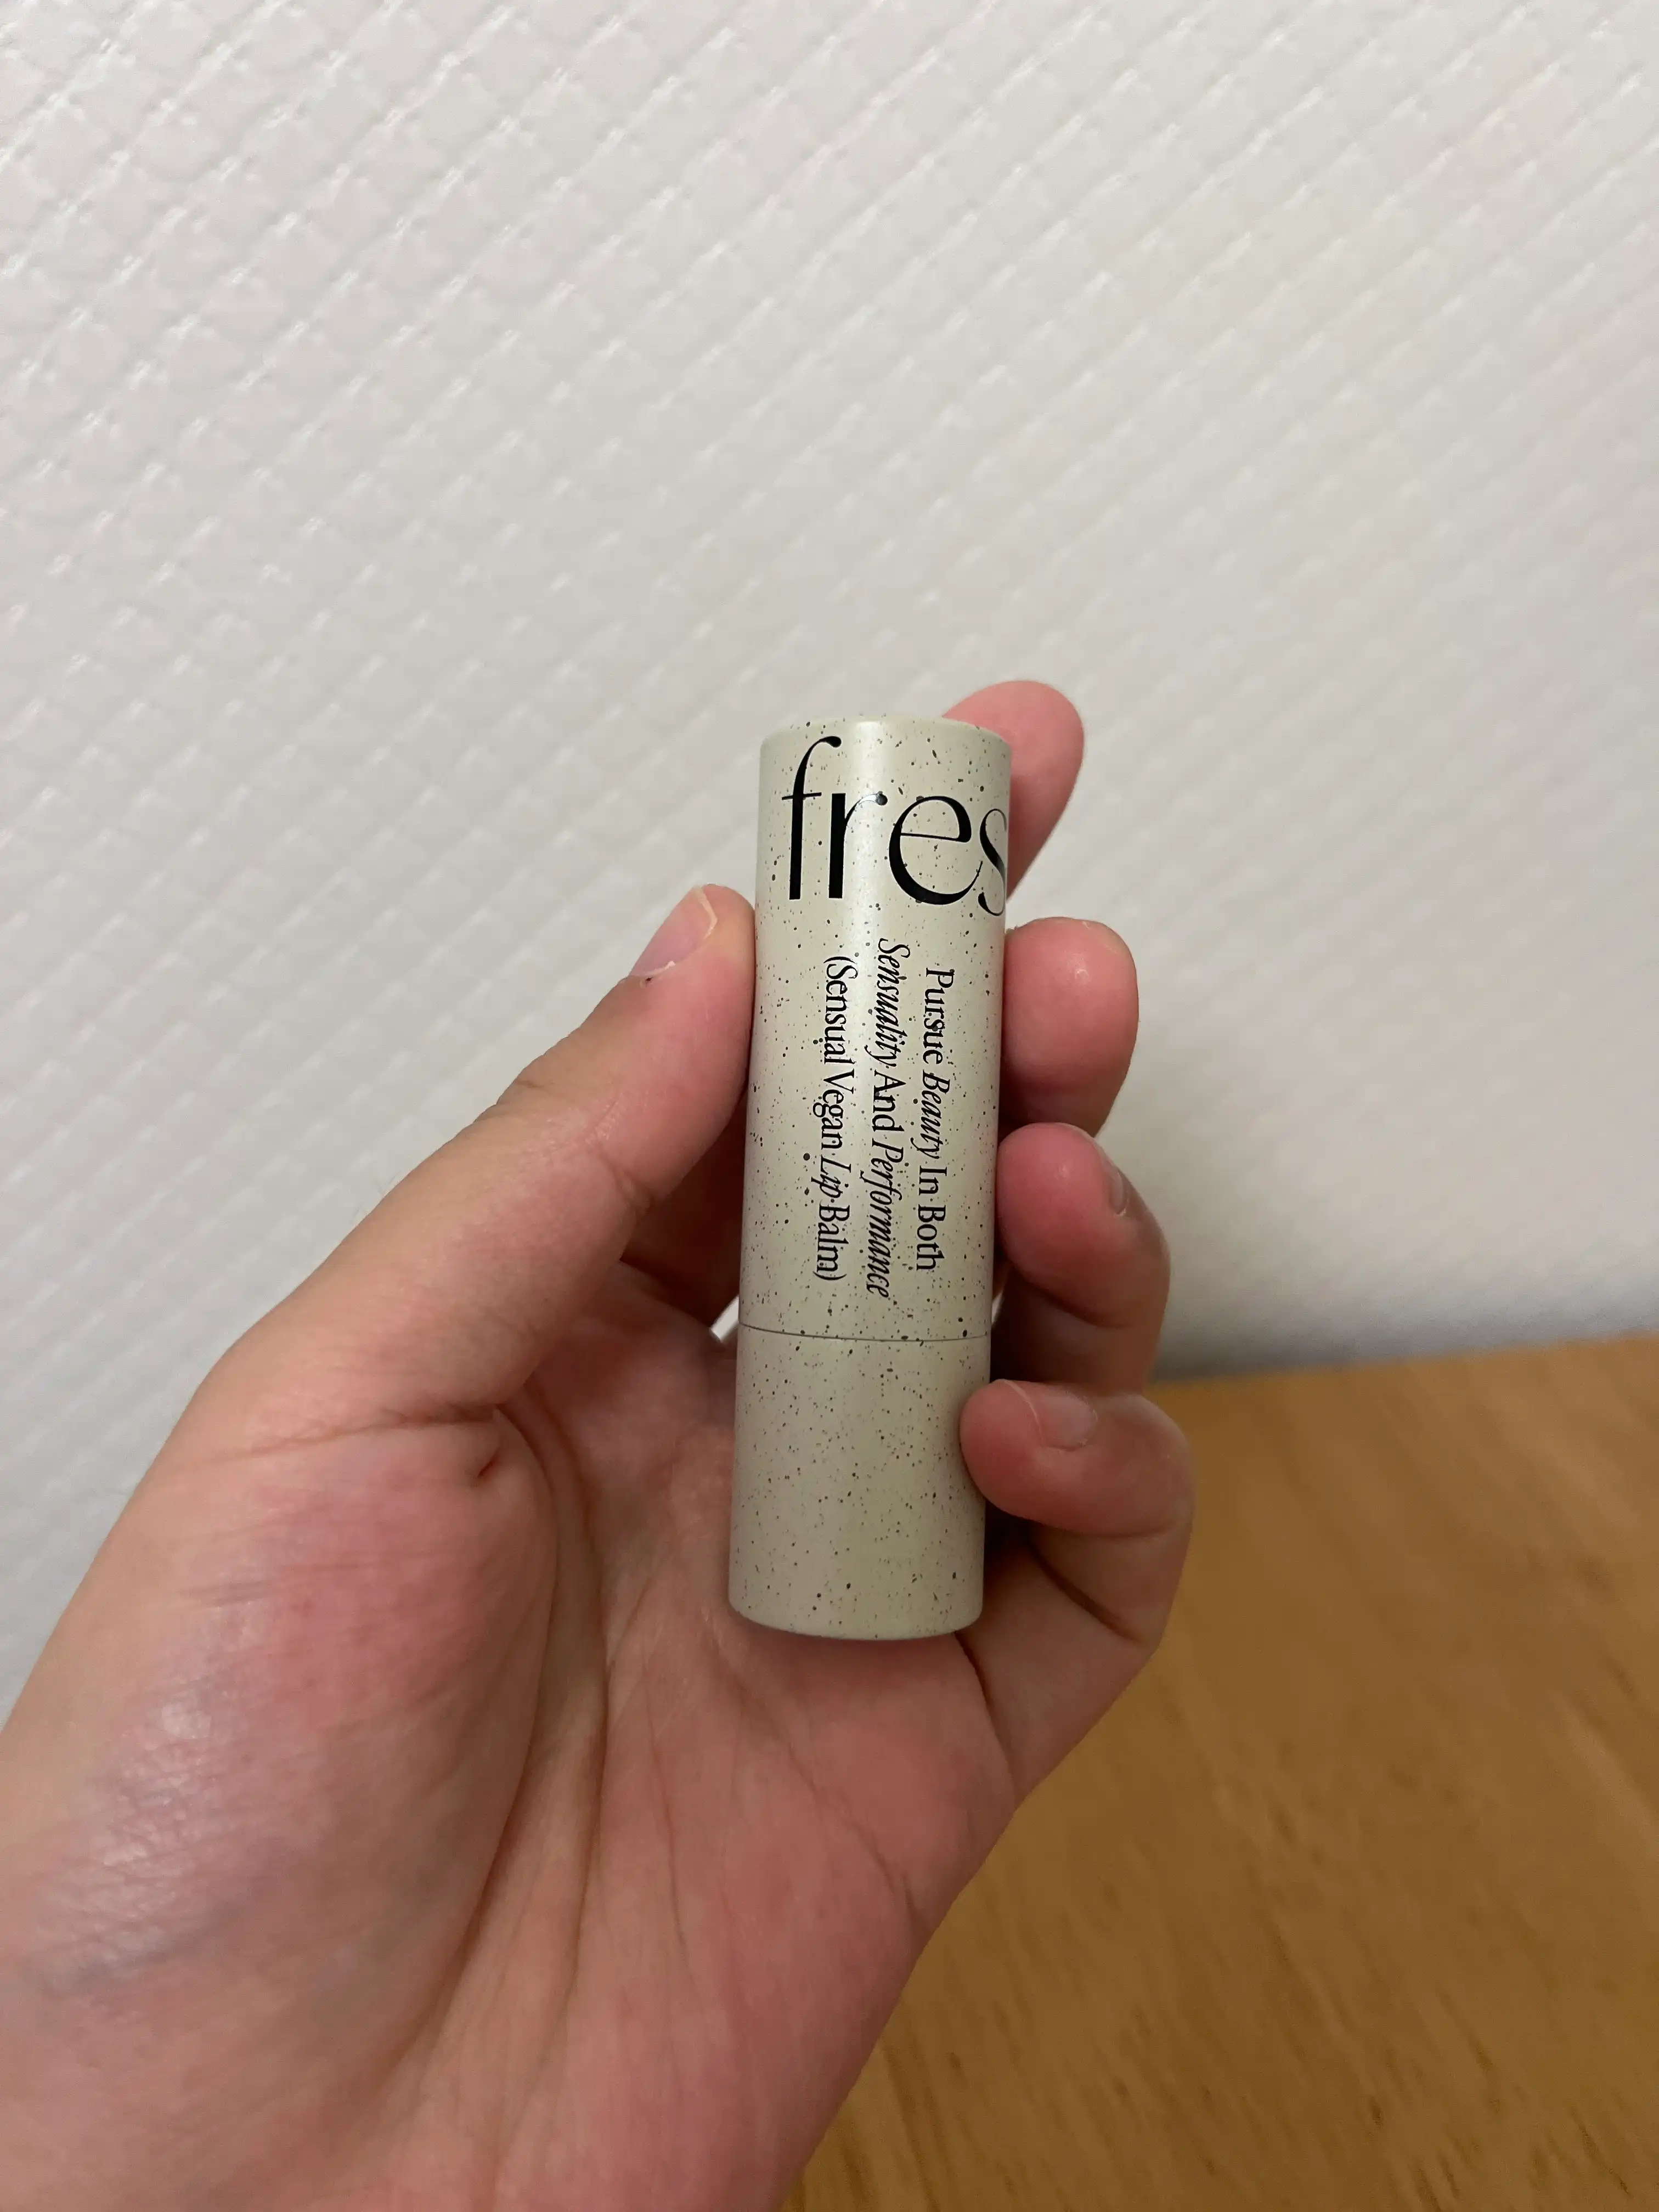 fres
Pursue Beauty In Both
Sensuality And Performance
(Sensual Vegan Lip Balm)